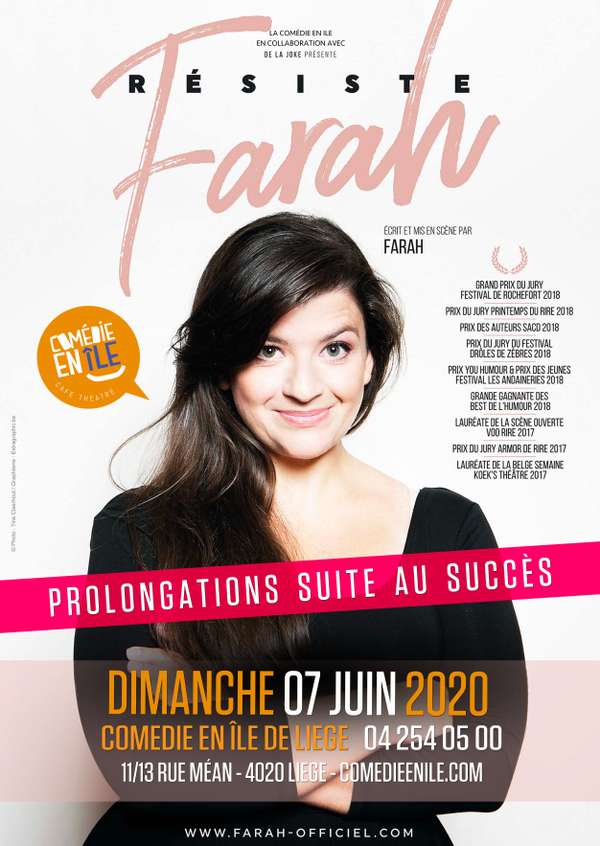 LA COMÉDIE EN ILE
EN COLLABORATION AVEC
DE LA JOKE PRÉSENTE
RÉSISTE
Farah
ÉCRIT ET MIS EN SCÈNE PAR
FARAH
GRAND PRIX DU JURY
FESTIVAL DE ROCHEFORT 2018
PRIX DU JURY PRINTEMPS DU RIRE 2018
PRIX DES AUTEURS SACD 2018
PRIX DU JURY DU FESTIVAL
DRÔLES DE ZÈBRES 2018
PRIX YOU HUMOUR & PRIX DES JEUNES
FESTIVAL LES ANDAINERIES 2018
GRANDE GAGNANTE DES
BEST DE L'HUMOUR 2018
LAURÉATE DE LA SCÈNE OUVERTE
VOO RIRE 2017
PRIX DU JURY ARMOR DE RIRE 2017
LAURÉATE DE LA BELGE SEMAINE
KOEK'S THÉÂTRE 2017
COMÉDIE
EN ÎLE
CAFE THEATRE
PROLONGATIONS SUITE AU SUCCÈS
DIMANCHE 07 JUIN 2020
COMEDIE EN ÎLE DE LIEGE 04 254 05 00
11/13 RUE MÉAN - 4020 LIEGE - COMEDIEENILE.COM
WWW.FARAH-OFFICIEL.COM